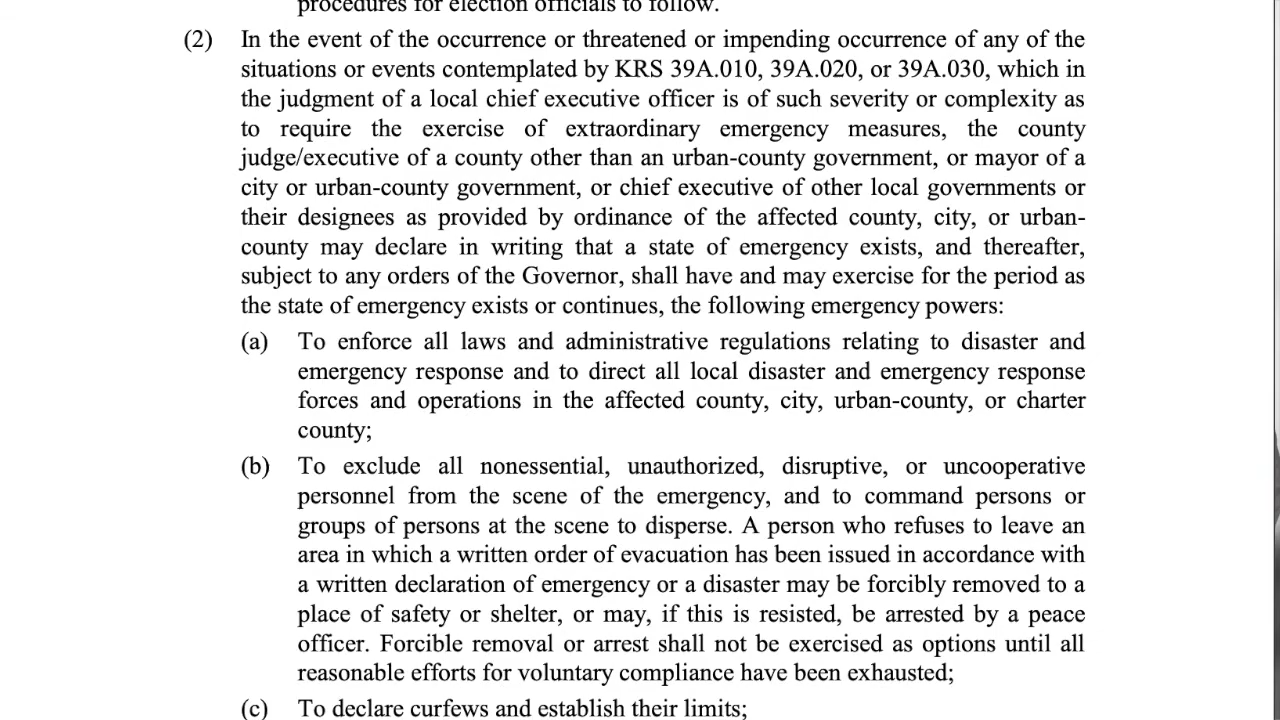 procedures for election officials to follow.
(2) In the event of the occurrence or threatened or impending occurrence of any of the
situations or events contemplated by KRS 39A.010, 39A.020, or 39A.030, which in
the judgment of a local chief executive officer is of such severity or complexity as
to require the exercise of extraordinary emergency measures, the county
judge/executive of a county other than an urban-county government, or mayor of a
city or urban-county government, or chief executive of other local governments or
their designees as provided by ordinance of the affected county, city, or urban-
county may declare in writing that a state of emergency exists, and thereafter,
subject to any orders of the Governor, shall have and may exercise for the period as
the state of emergency exists or continues, the following emergency powers:
(a) To enforce all laws and administrative regulations relating to disaster and
emergency response and to direct all local disaster and emergency response
forces and operations in the affected county, city, urban-county, or charter
county;
(b) To exclude all nonessential, unauthorized, disruptive, or uncooperative
personnel from the scene of the emergency, and to command persons or
groups of persons at the scene to disperse. A person who refuses to leave an
area in which a written order of evacuation has been issued in accordance with
a written declaration of emergency or a disaster may be forcibly removed to a
place of safety or shelter, or may, if this is resisted, be arrested by a peace
officer. Forcible removal or arrest shall not be exercised as options until all
reasonable efforts for voluntary compliance have been exhausted;
(c) To declare curfews and establish their limits;